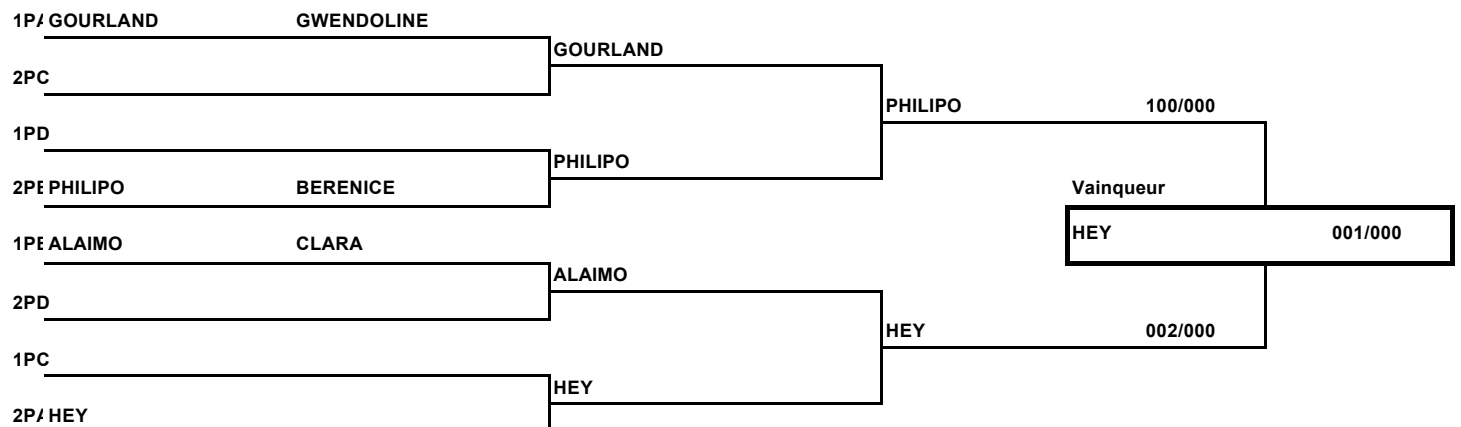 1PA GOURLAND GWENDOLINE
GOURLAND
2PC
PHILIPO 100/000
1PD
PHILIPO
2PB PHILIPO BERENICE
Vainqueur
HEY 001/000
1PB ALAIMO CLARA
ALAIMO
2PD
HEY 002/000
1PC
HEY
2PA HEY